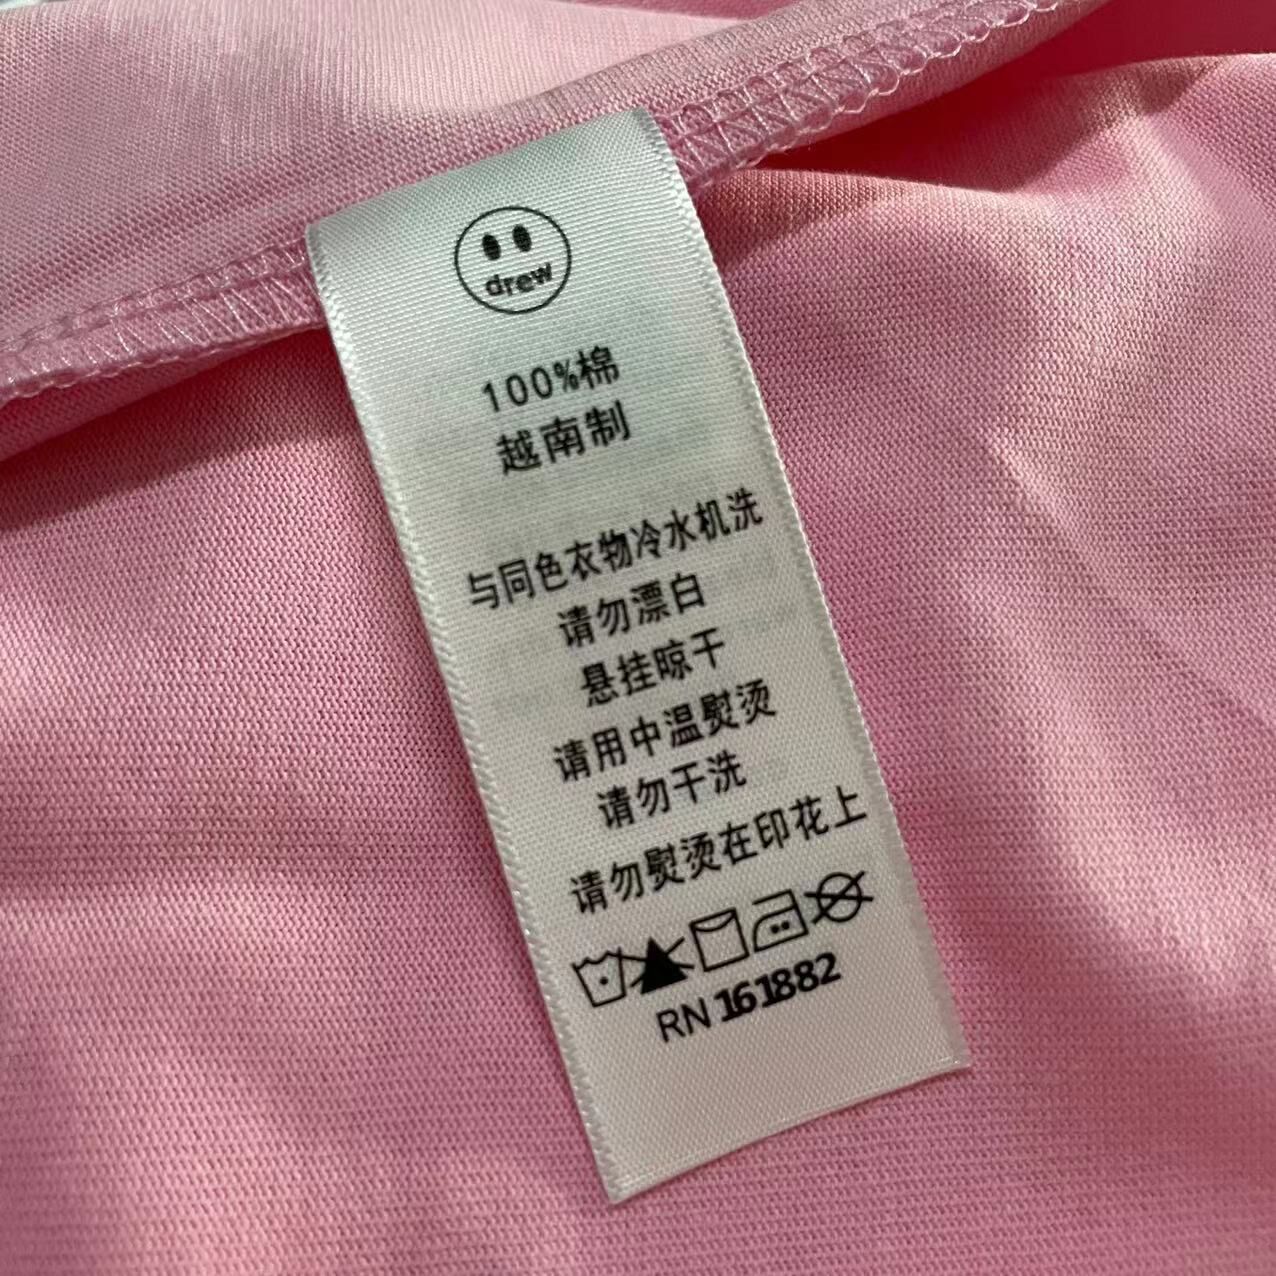 drew
100%棉
越南制
与同色衣物冷水机洗
请勿漂白
悬挂晾干
请用中温熨烫
请勿干洗
请勿熨烫在印花上
RN 161882